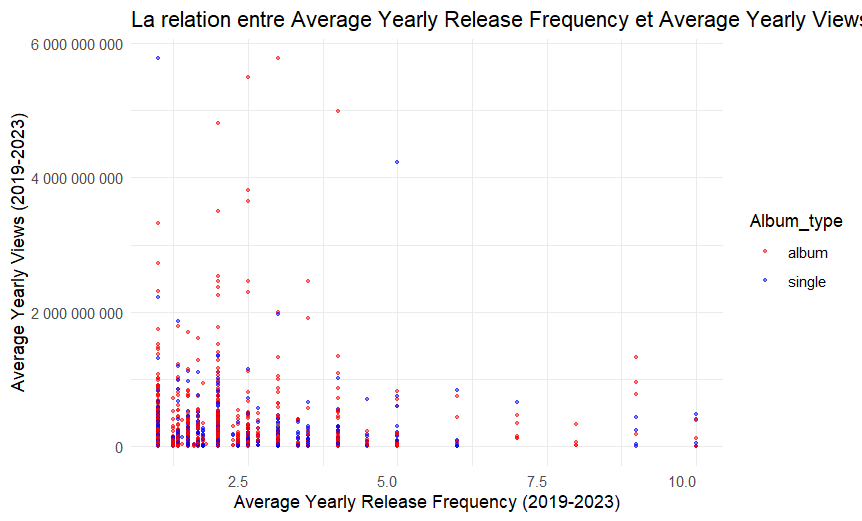 La relation entre Average Yearly Release Frequency et Average Yearly Views
6 000 000 000
4 000 000 000
2 000 000 000
0
Average Yearly Views (2019-2023)
2.5
5.0
7.5
10.0
Average Yearly Release Frequency (2019-2023)
Album_type
album
single